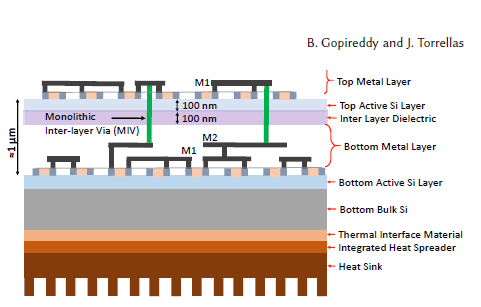 B. Gopireddy and J. Torrellas
M1
Top Metal Layer
100 nm
Top Active Si Layer
Monolithic
100 nm
Inter Layer Dielectric
Inter-layer Via (MIV)
≈1 µm
M2
M1
Bottom Metal Layer
Bottom Active Si Layer
Bottom Bulk Si
Thermal Interface Material
Integrated Heat Spreader
Heat Sink